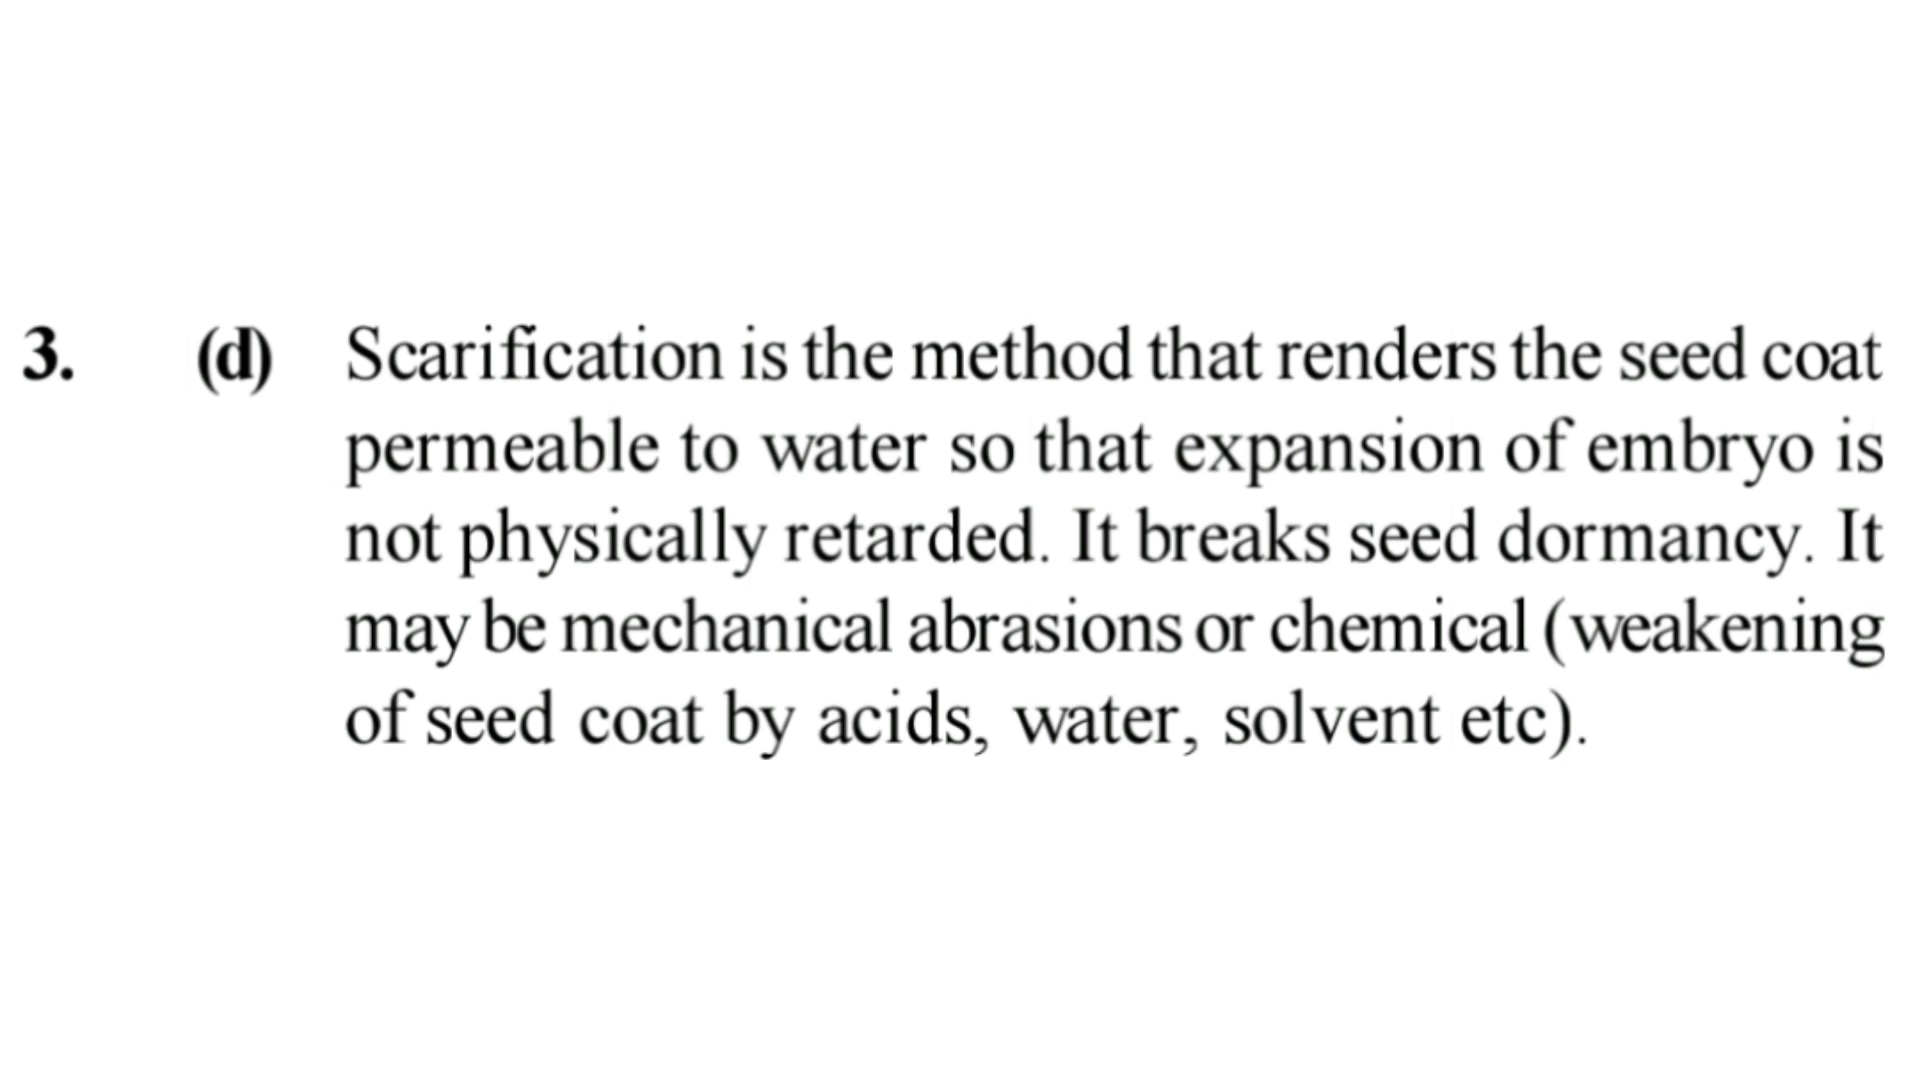 3. (d) Scarification is the method that renders the seed coat
permeable to water so that expansion of embryo is
not physically retarded. It breaks seed dormancy. It
may be mechanical abrasions or chemical (weakening
of seed coat by acids, water, solvent etc).